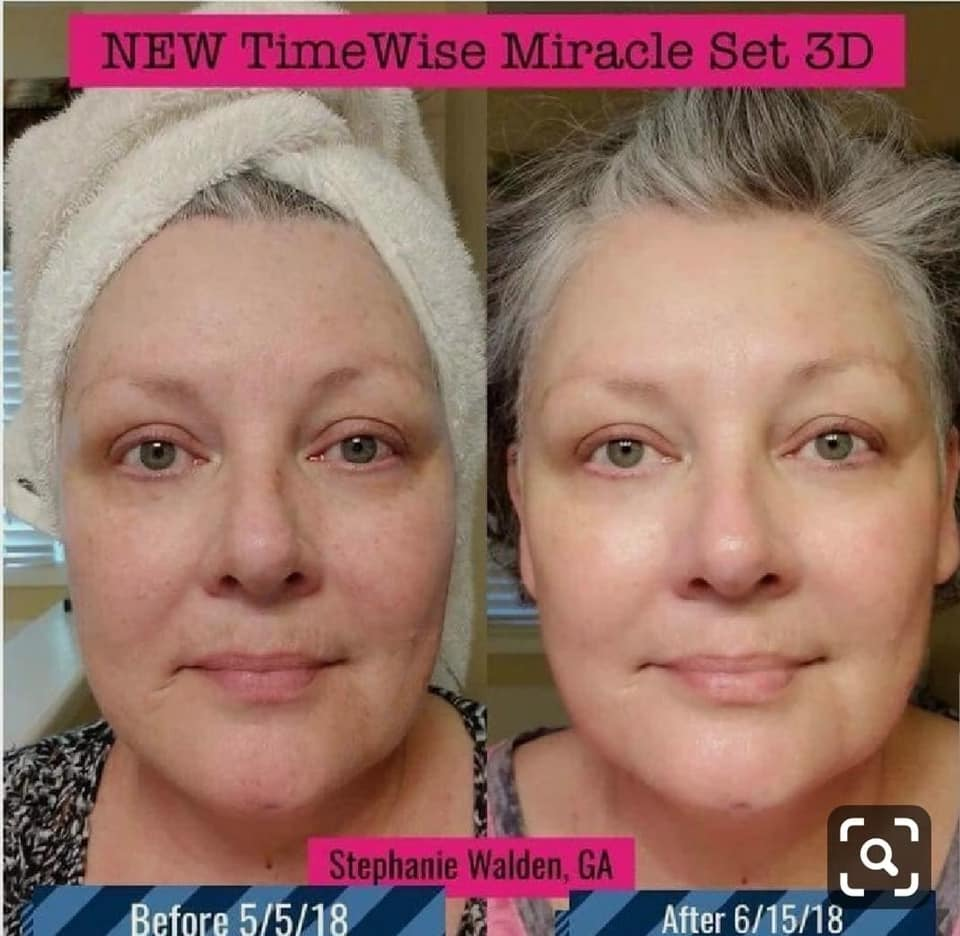 NEW TimeWise Miracle Set 3D
Stephanie Walden, GA
Before 5/5/18
After 6/15/18